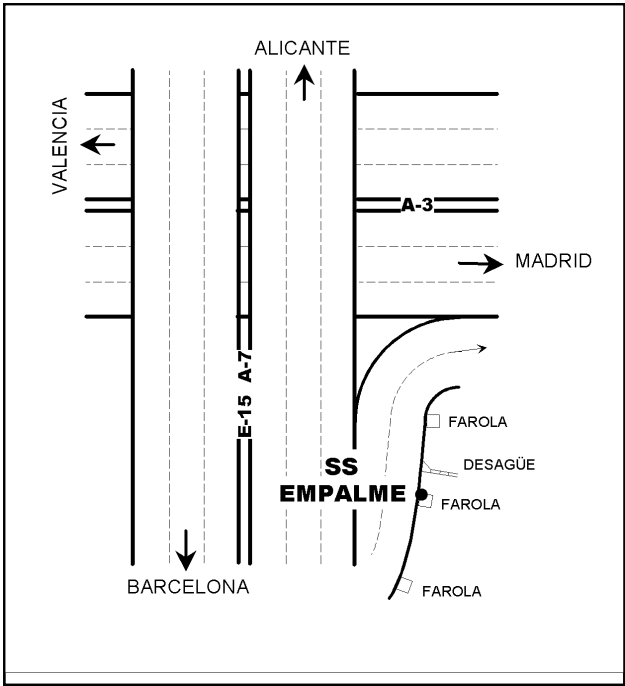 ALICANTE
VALENCIA
A-3
MADRID
E-15 A-7
FAROLA
SS
EMPALME
DESAGÜE
FAROLA
BARCELONA
FAROLA